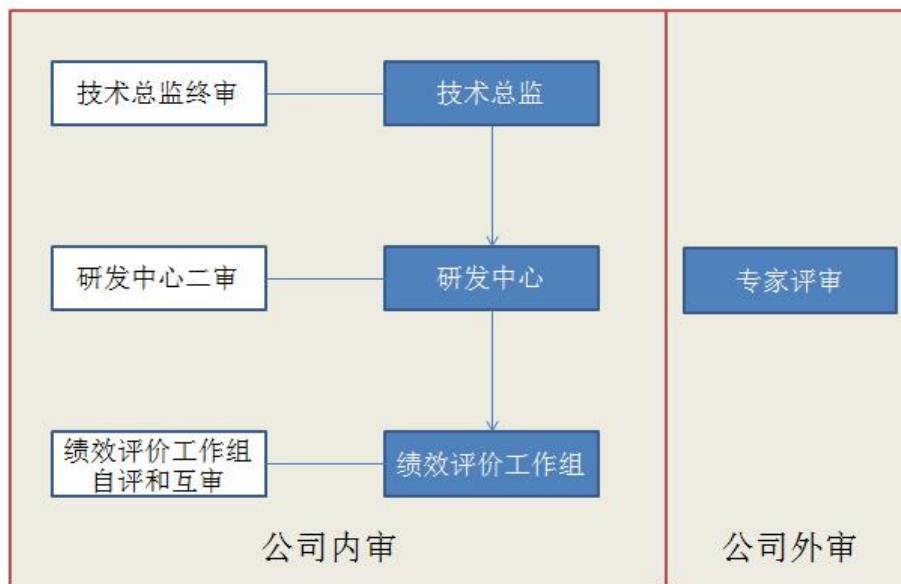 技术总监终审
技术总监
研发中心二审
研发中心
专家评审
绩效评价工作组
自评和互审
绩效评价工作组
公司内审
公司外审